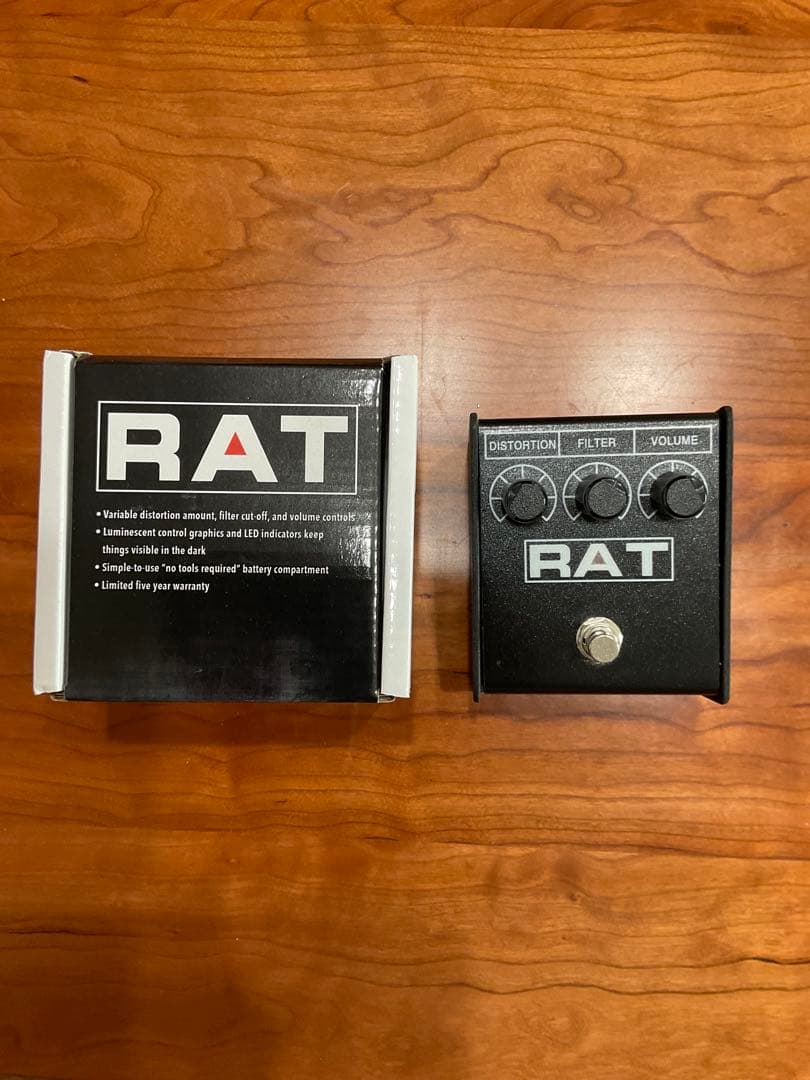 RAT
• Variable distortion amount, filter cut-off, and volume controls
• Luminescent control graphics and LED indicators keep
things visible in the dark
• Simple-to-use "no tools required" battery compartment
• Limited five year warranty
DISTORTION FILTER VOLUME
RAT